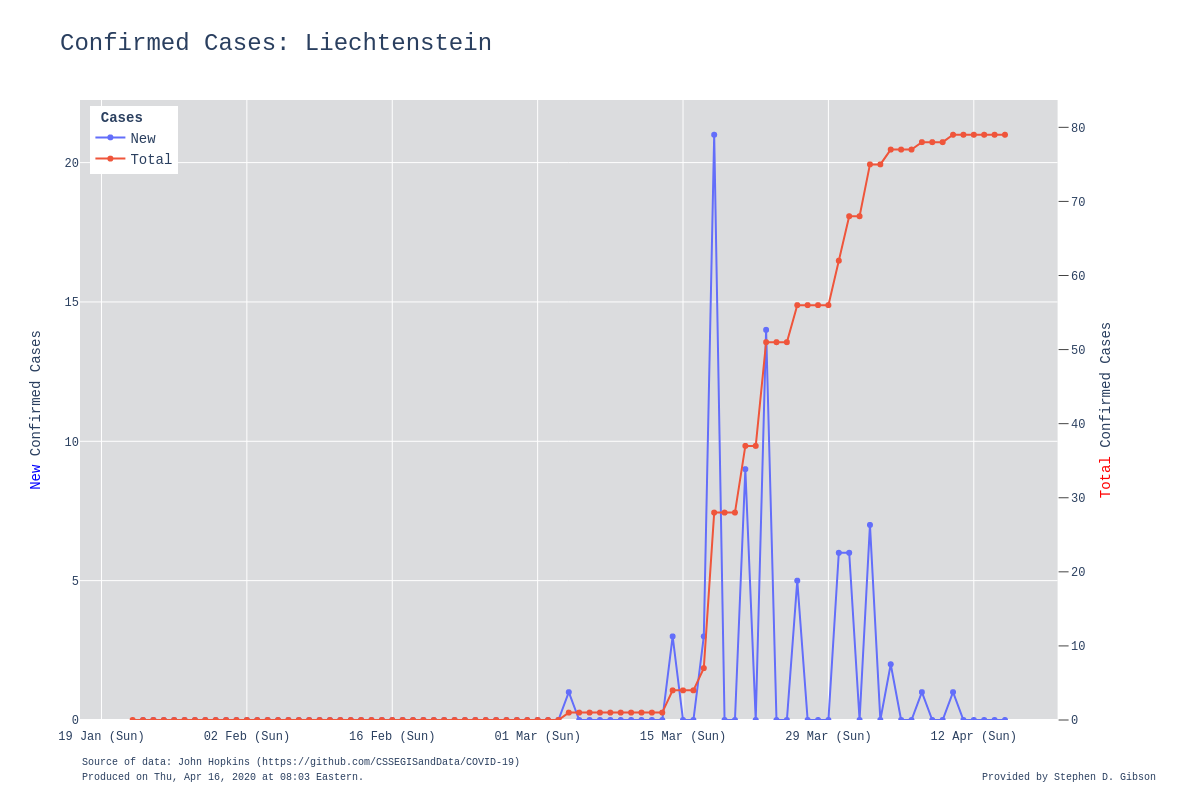 Confirmed Cases: Liechtenstein
Cases
New
Total
20
15
10
5
0
80
70
60
50
40
30
20
10
0
New Confirmed Cases
Total Confirmed Cases
19 Jan (Sun)
02 Feb (Sun)
16 Feb (Sun)
01 Mar (Sun)
15 Mar (Sun)
29 Mar (Sun)
12 Apr (Sun)
Source of data: John Hopkins (https://github.com/CSSEGISandData/COVID-19)
Produced on Thu, Apr 16, 2020 at 08:03 Eastern.
Provided by Stephen D. Gibson